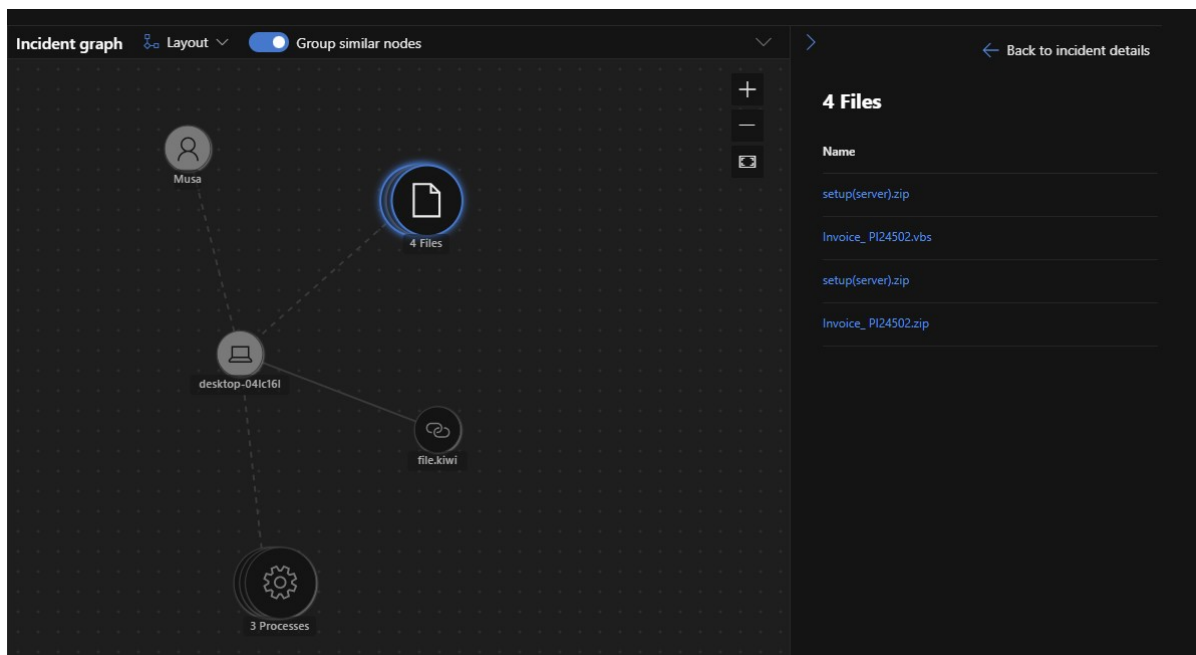 Incident graph Layout Group similar nodes
Musa
4 Files
desktop-04lc16l
file.kiwi
3 Processes
Back to incident details
4 Files
Name
setup(server).zip
Invoice_ PI24502.vbs
setup(server).zip
Invoice_ PI24502.zip